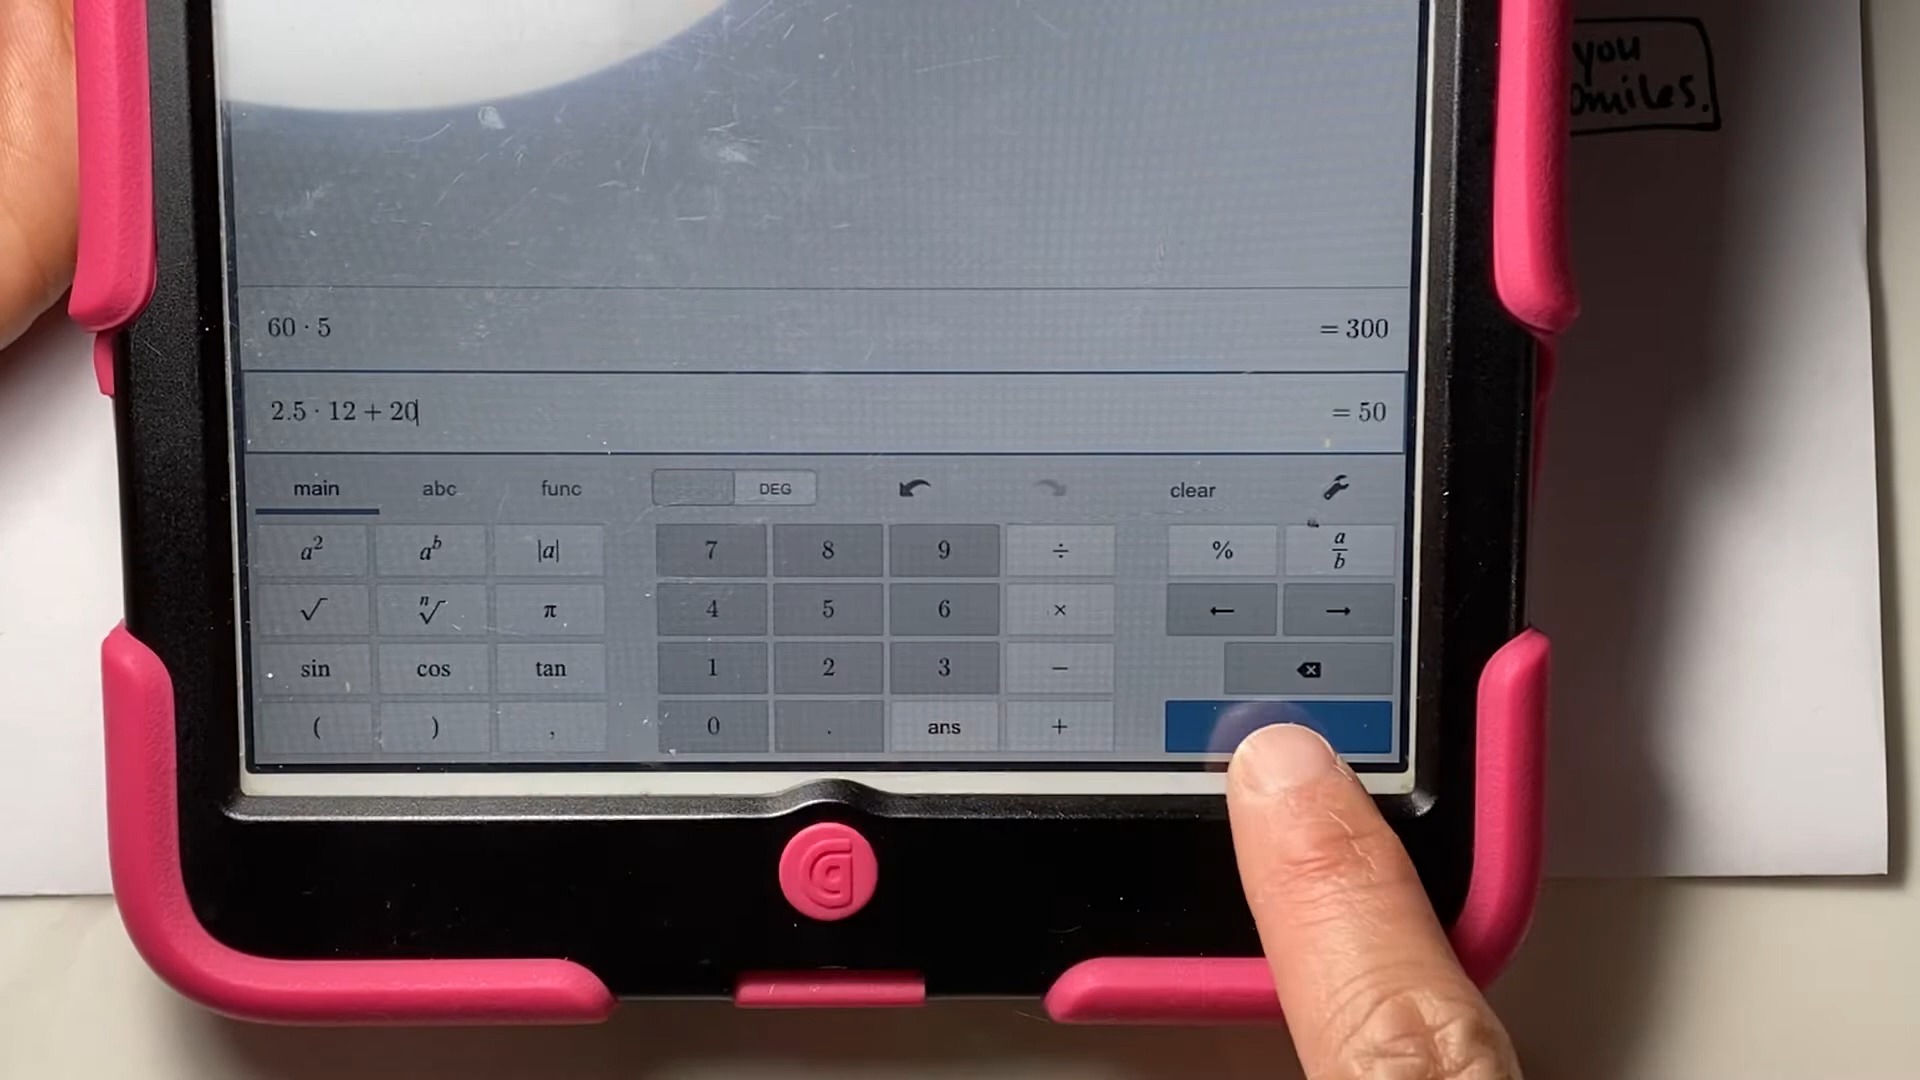 you
miles.
60 · 5 = 300
2.5 · 12 + 20 = 50
main abc func DEG clear
a² aᵇ |a| 7 8 9 ÷ % a/b
√ ⁿ√ π 4 5 6 × ← →
sin cos tan 1 2 3 −
( ) , 0 . ans +